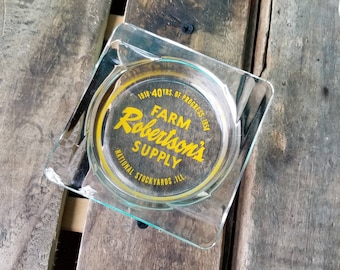 1918-40 YRS. OF PROGRESS-1958
FARM
Robertson's
SUPPLY
NATIONAL STOCKYARDS, ILL.